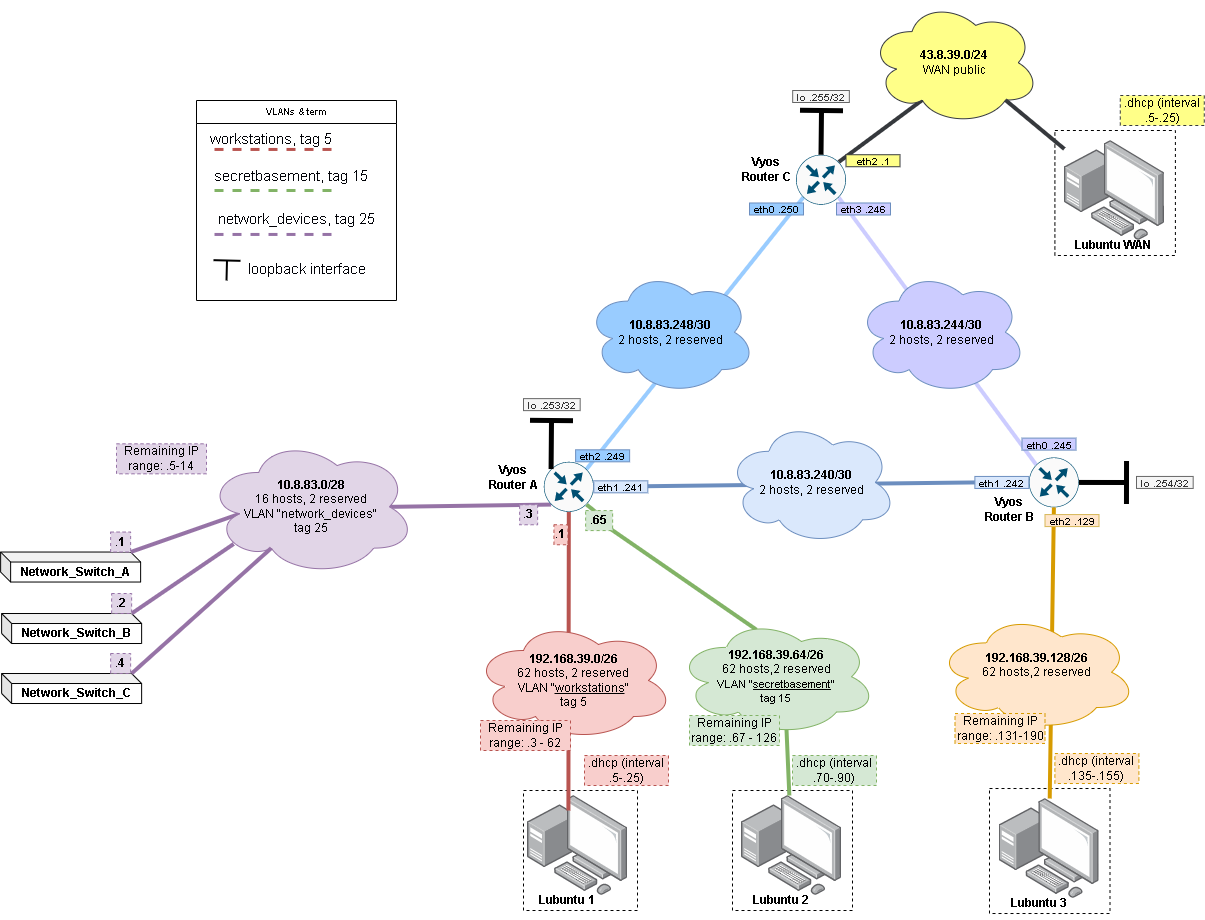 43.8.39.0/24
WAN public
lo .255/32
.dhcp (interval
.5-.25)
VLANs & term
workstations, tag 5
secretbasement, tag 15
network_devices, tag 25
loopback interface
Vyos
Router C
eth2 .1
eth0 .250
eth3 .246
Lubuntu WAN
10.8.83.248/30
2 hosts, 2 reserved
10.8.83.244/30
2 hosts, 2 reserved
lo .253/32
Remaining IP
range: .5-14
Vyos
Router A
eth2 .249
eth1 .241
10.8.83.240/30
2 hosts, 2 reserved
eth0 .245
eth1 .242
lo .254/32
Vyos
Router B
eth2 .129
10.8.83.0/28
16 hosts, 2 reserved
VLAN "network_devices"
tag 25
.3
.1
.65
.1
Network_Switch_A
.2
Network_Switch_B
.4
Network_Switch_C
192.168.39.0/26
62 hosts,2 reserved
VLAN "workstations"
tag 5
Remaining IP
range: .3 - 62
192.168.39.64/26
62 hosts,2 reserved
VLAN "secretbasement"
tag 15
Remaining IP
range: .67 - 126
192.168.39.128/26
62 hosts,2 reserved
Remaining IP
range: .131-190
.dhcp (interval
.5-.25)
.dhcp (interval
.70-.90)
.dhcp (interval
.135-.155)
Lubuntu 1
Lubuntu 2
Lubuntu 3